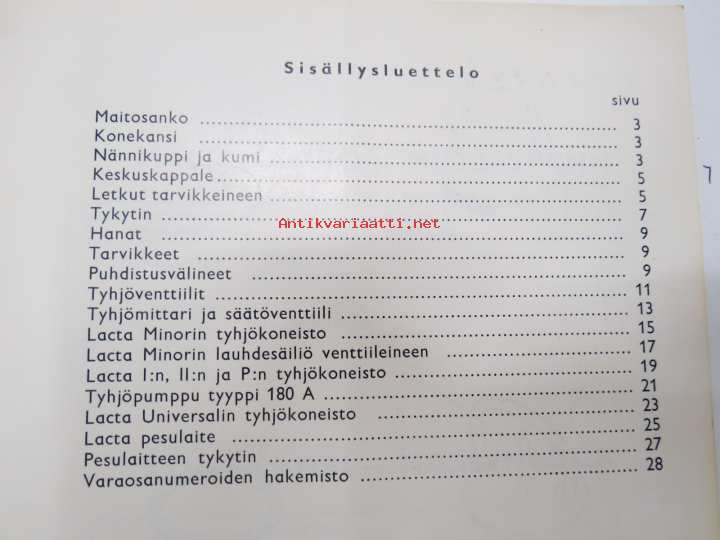 Sisällysluettelo
sivu
Maitosanko ........ 3
Konekansi ........ 3
Nännikuppi ja kumi ........ 3
Keskuskappale ........ 5
Letkut tarvikkeineen ........ 5
Tykytin ........ 7
Antikvariaatti.net
Hanat ........ 9
Tarvikkeet ........ 9
Puhdistusvälineet ........ 9
Tyhjöventtiilit ........ 11
Tyhjömittari ja säätöventtiili ........ 13
Lacta Minorin tyhjökoneisto ........ 15
Lacta Minorin lauhdesäiliö venttiileineen ........ 17
Lacta I:n, II:n ja P:n tyhjökoneisto ........ 19
Tyhjöpumppu tyyppi 180 A ........ 21
Lacta Universalin tyhjökoneisto ........ 23
Lacta pesulaite ........ 25
Pesulaitteen tykytin ........ 27
Varaosanumeroiden hakemisto ........ 28